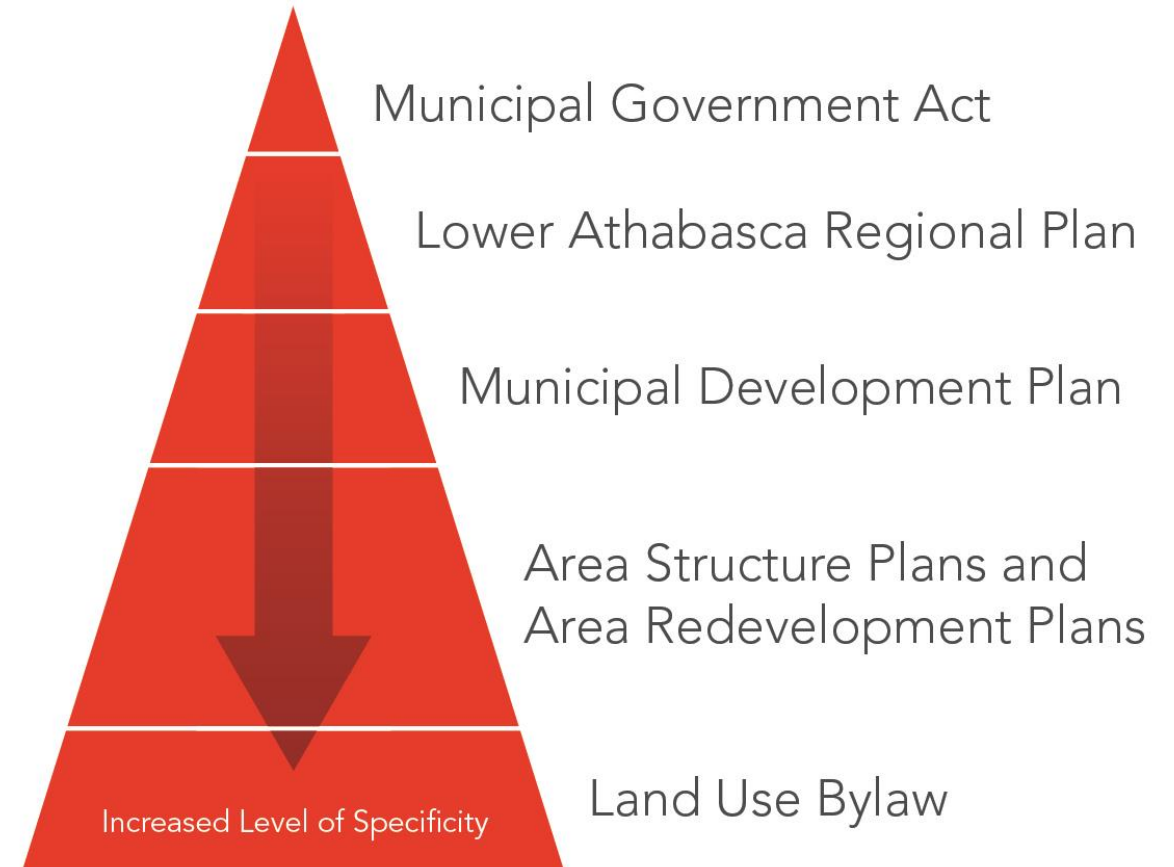 Municipal Government Act
Lower Athabasca Regional Plan
Municipal Development Plan
Area Structure Plans and
Area Redevelopment Plans
Land Use Bylaw
Increased Level of Specificity